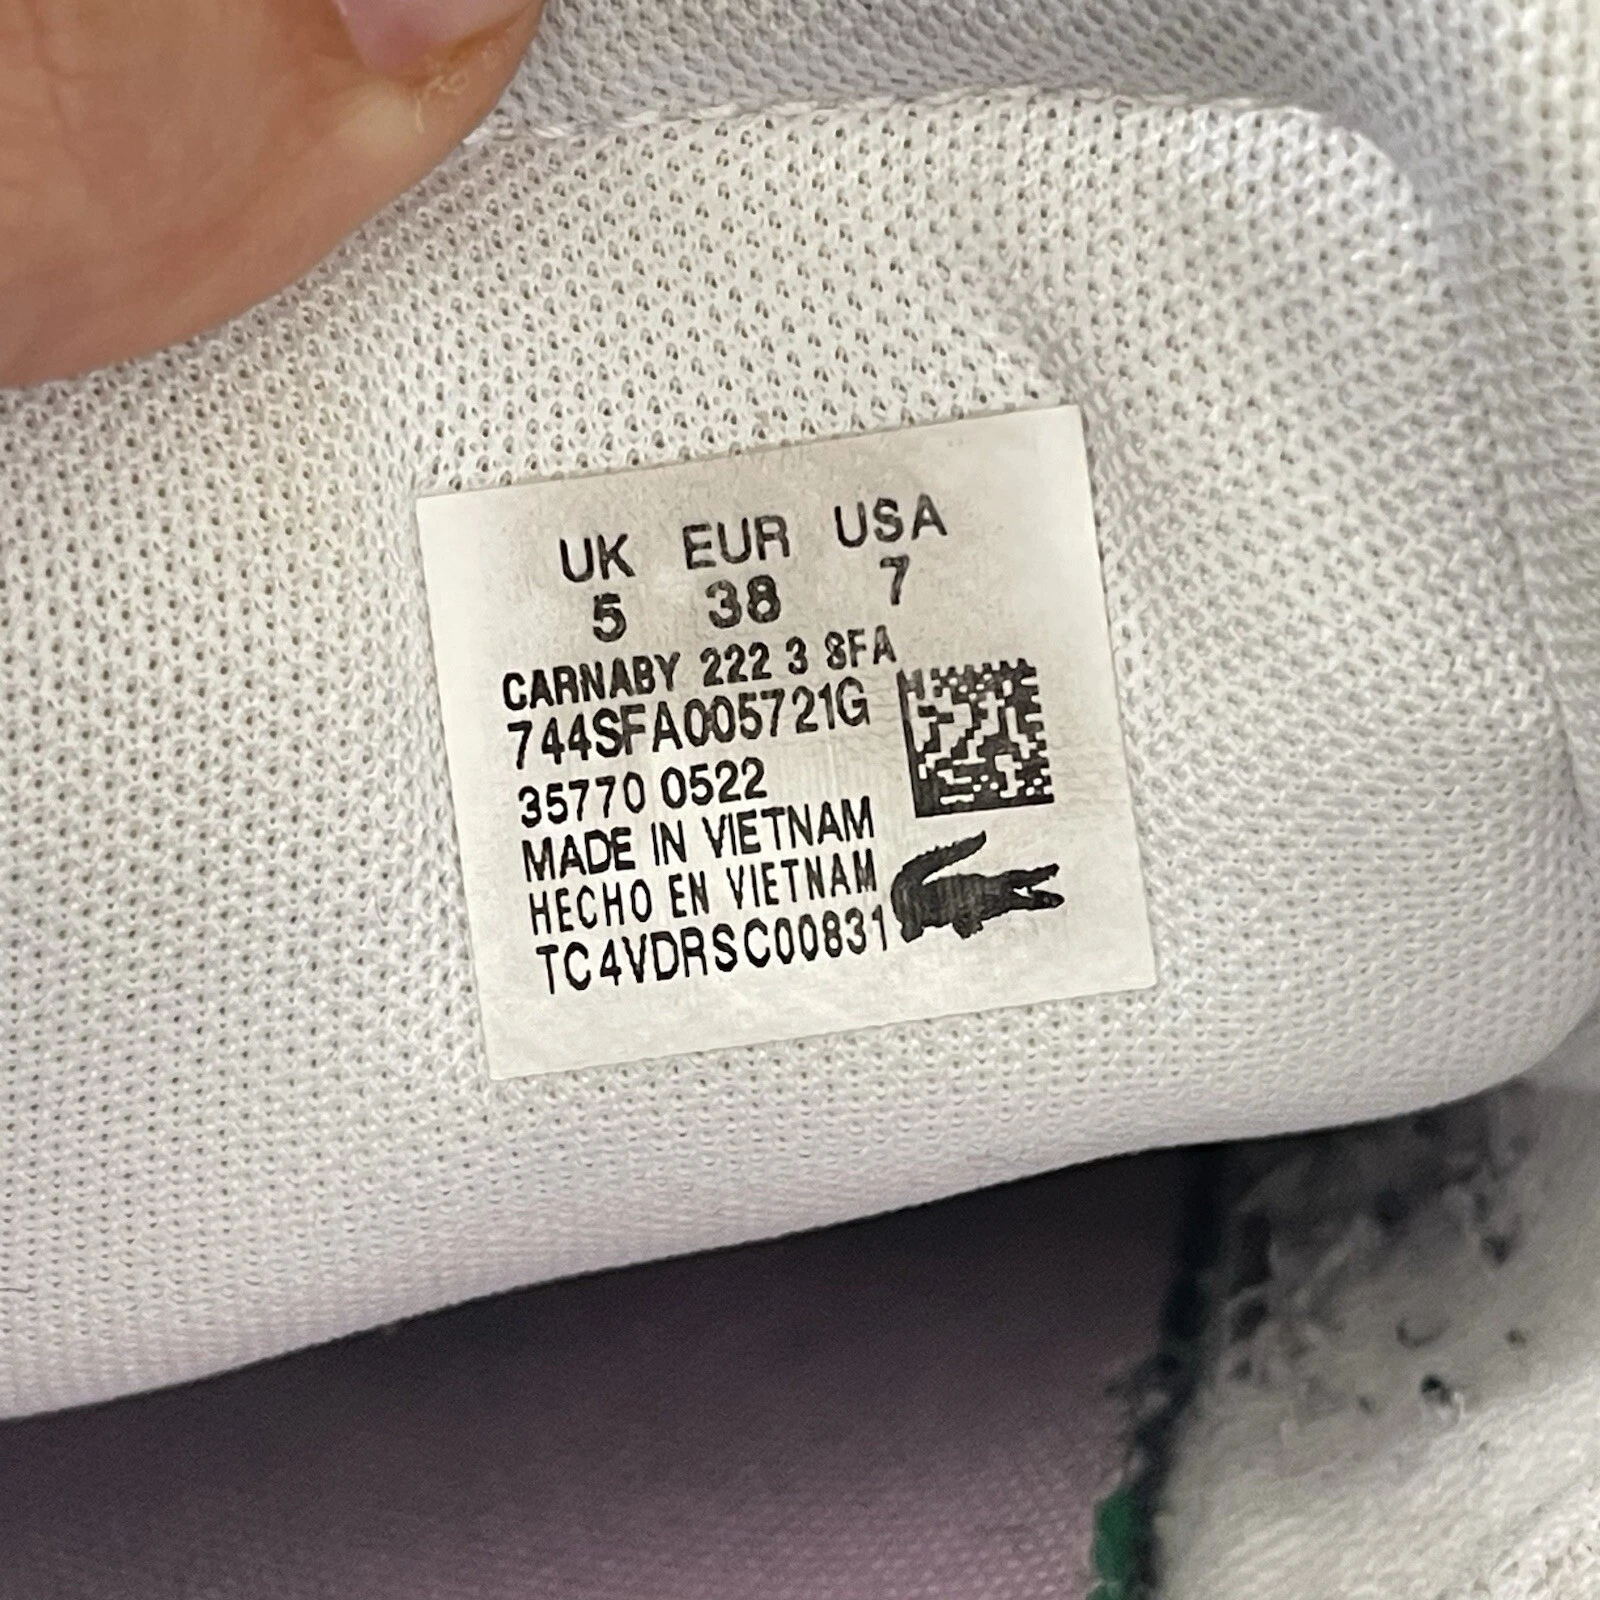 UK EUR USA
5 38 7
CARNABY 222 3 SFA
744SFA005721G
35770 0522
MADE IN VIETNAM
HECHO EN VIETNAM
TC4VDRSC00831